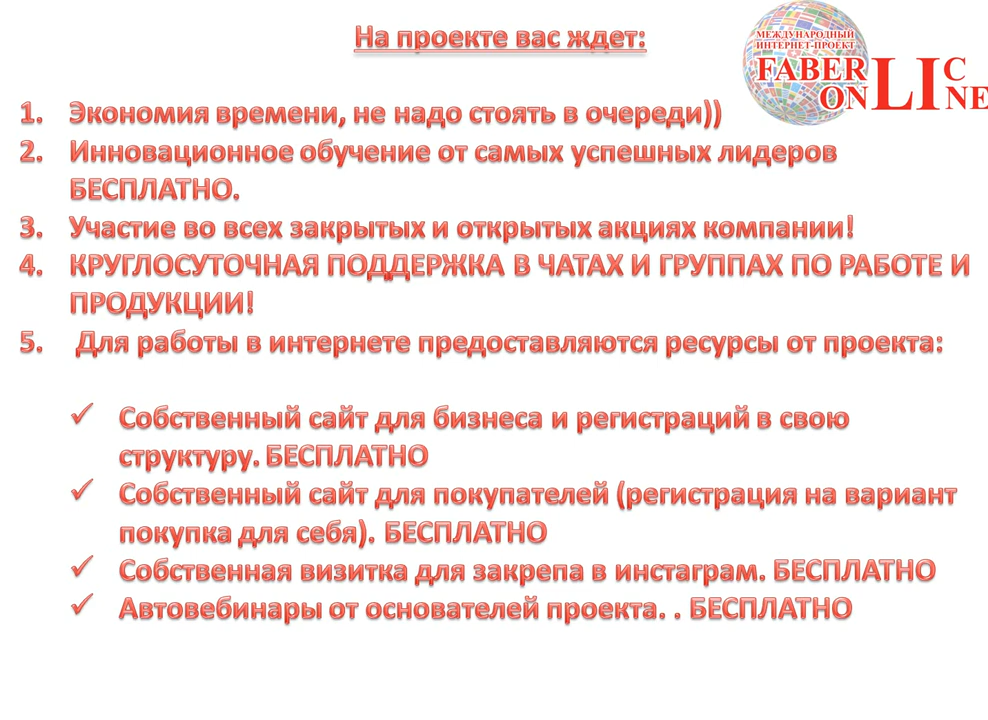 На проекте вас ждет:
МЕЖДУНАРОДНЫЙ
ИНТЕРНЕТ-ПРОЕКТ
FABERLIC
ONLINE
1. Экономия времени, не надо стоять в очереди))
2. Инновационное обучение от самых успешных лидеров
БЕСПЛАТНО.
3. Участие во всех закрытых и открытых акциях компании!
4. КРУГЛОСУТОЧНАЯ ПОДДЕРЖКА В ЧАТАХ И ГРУППАХ ПО РАБОТЕ И
ПРОДУКЦИИ!
5. Для работы в интернете предоставляются ресурсы от проекта:
✓ Собственный сайт для бизнеса и регистраций в свою
структуру. БЕСПЛАТНО
✓ Собственный сайт для покупателей (регистрация на вариант
покупка для себя). БЕСПЛАТНО
✓ Собственная визитка для закрепа в инстаграм. БЕСПЛАТНО
✓ Автовебинары от основателей проекта. . БЕСПЛАТНО